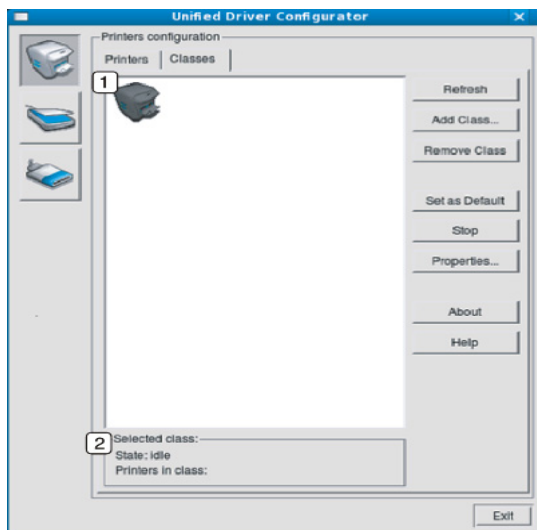 Unified Driver Configurator
Printers configuration
Printers
Classes
1
Refresh
Add Class...
Remove Class
Set as Default
Stop
Properties...
About
Help
2
Selected class:
State: idle
Printers in class:
Exit